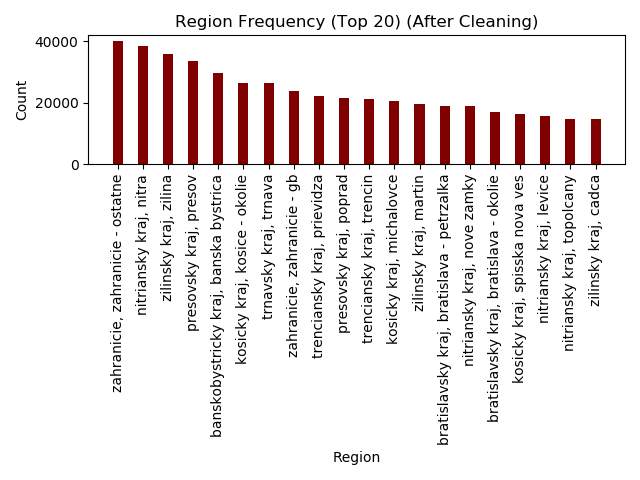 Region Frequency (Top 20) (After Cleaning)
Count
40000
20000
0
zahranicie, zahranicie - ostatne
nitriansky kraj, nitra
zilinsky kraj, zilina
presovsky kraj, presov
banskobystricky kraj, banska bystrica
kosicky kraj, kosice - okolie
trnavsky kraj, trnava
zahranicie, zahranicie - gb
trenciansky kraj, prievidza
presovsky kraj, poprad
trenciansky kraj, trencin
kosicky kraj, michalovce
zilinsky kraj, martin
bratislavsky kraj, bratislava - petrzalka
nitriansky kraj, nove zamky
bratislavsky kraj, bratislava - okolie
kosicky kraj, spisska nova ves
nitriansky kraj, levice
nitriansky kraj, topolcany
zilinsky kraj, cadca
Region